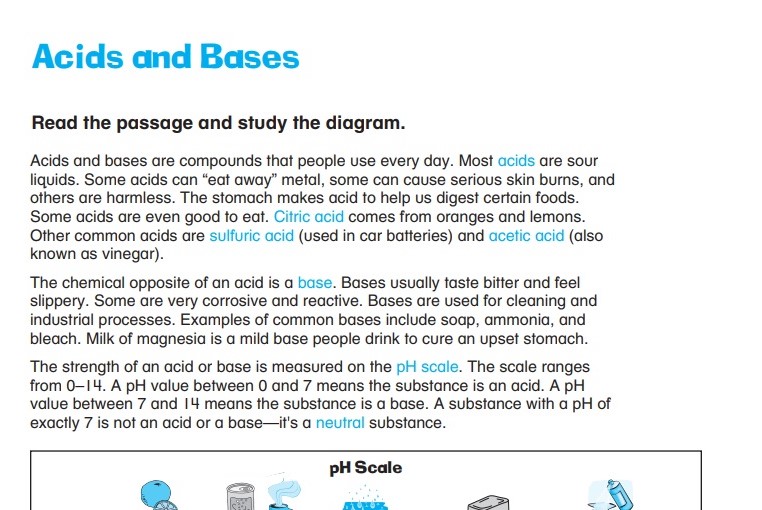 Acids and Bases
Read the passage and study the diagram.
Acids and bases are compounds that people use every day. Most acids are sour
liquids. Some acids can “eat away” metal, some can cause serious skin burns, and
others are harmless. The stomach makes acid to help us digest certain foods.
Some acids are even good to eat. Citric acid comes from oranges and lemons.
Other common acids are sulfuric acid (used in car batteries) and acetic acid (also
known as vinegar).
The chemical opposite of an acid is a base. Bases usually taste bitter and feel
slippery. Some are very corrosive and reactive. Bases are used for cleaning and
industrial processes. Examples of common bases include soap, ammonia, and
bleach. Milk of magnesia is a mild base people drink to cure an upset stomach.
The strength of an acid or base is measured on the pH scale. The scale ranges
from 0–14. A pH value between 0 and 7 means the substance is an acid. A pH
value between 7 and 14 means the substance is a base. A substance with a pH of
exactly 7 is not an acid or a base—it's a neutral substance.
pH Scale